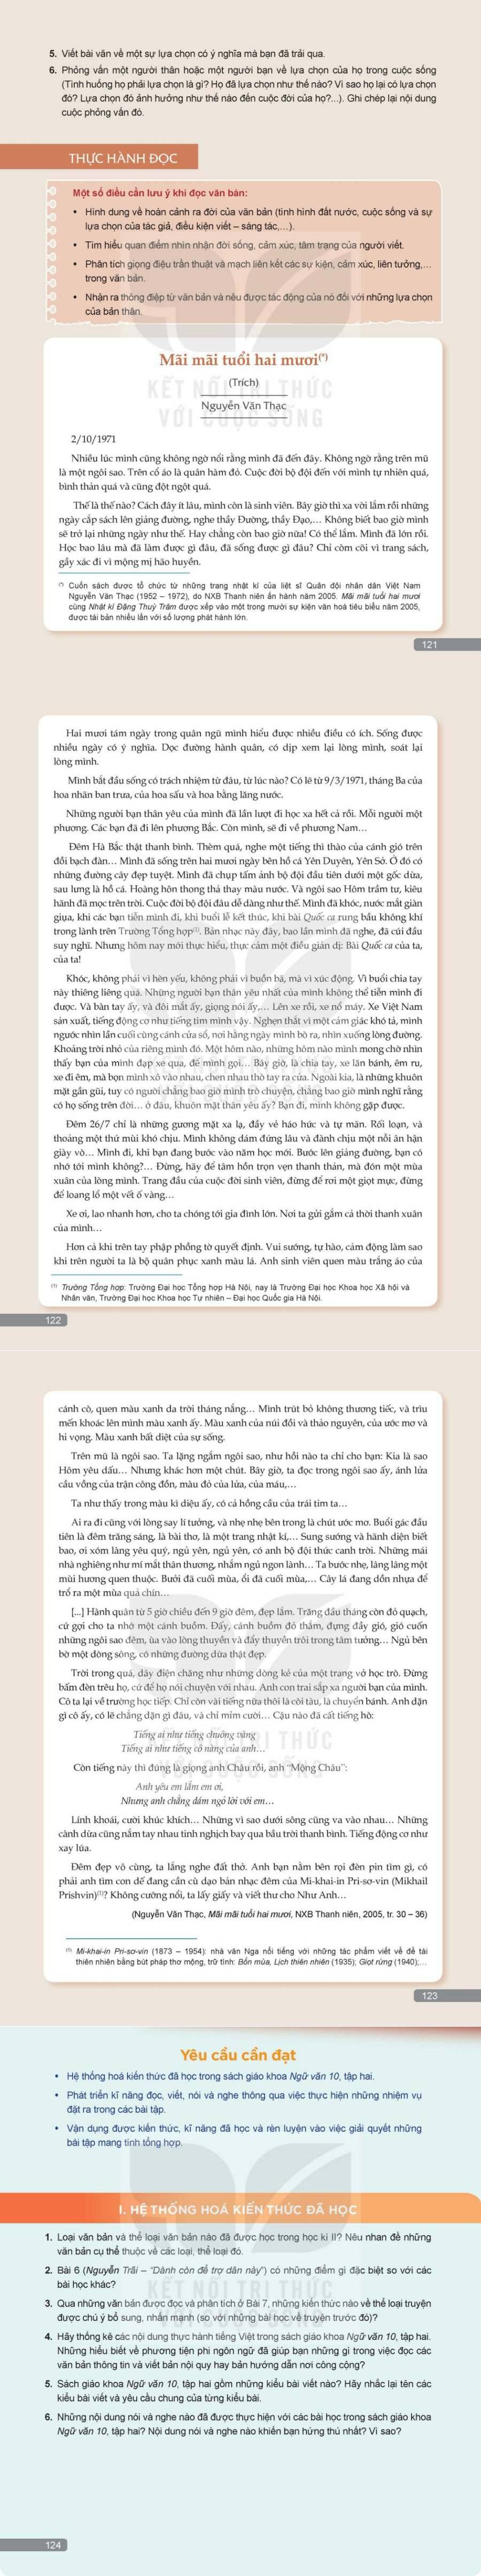 5. Viết bài văn về một sự lựa chọn có ý nghĩa mà bạn đã trải qua.
6. Phỏng vấn một người thân hoặc một người bạn về lựa chọn của họ trong cuộc sống
(Tình huống họ phải lựa chọn là gì? Họ đã lựa chọn như thế nào? Vì sao họ lại có lựa chọn
đó? Lựa chọn đó ảnh hưởng như thế nào đến cuộc đời của họ?...). Ghi chép lại nội dung
cuộc phỏng vấn đó.
THỰC HÀNH ĐỌC
Một số điều cần lưu ý khi đọc văn bản:
• Hình dung về hoàn cảnh ra đời của văn bản (tình hình đất nước, cuộc sống và sự
lựa chọn của tác giả, điều kiện viết – sáng tác,...).
• Tìm hiểu quan điểm nhìn nhận đời sống, cảm xúc, tâm trạng của người viết.
• Phân tích giọng điệu trần thuật và mạch liên kết các sự kiện, cảm xúc, liên tưởng,...
trong văn bản.
• Nhận ra thông điệp từ văn bản và nêu được tác động của nó đối với những lựa chọn
của bản thân.
Mãi mãi tuổi hai mươi(*)
(Trích)
Nguyễn Văn Thạc
2/10/1971
Nhiều lúc mình cũng không ngờ nổi rằng mình đã đến đây. Không ngờ rằng trên mũ
là một ngôi sao. Trên cổ áo là quân hàm đỏ. Cuộc đời bộ đội đến với mình tự nhiên quá,
bình thản quá và cũng đột ngột quá.
Thế là thế nào? Cách đây ít lâu, mình còn là sinh viên. Bây giờ thì xa vời lắm rồi những
ngày cắp sách lên giảng đường, nghe thầy Đường, thầy Đạo,... Không biết bao giờ mình
sẽ trở lại những ngày như thế. Hay chẳng còn bao giờ nữa! Có thể lắm. Mình đã lớn rồi.
Học bao lâu mà đã làm được gì đâu, đã sống được gì đâu? Chỉ còm cõi vì trang sách,
gầy xác đi vì mộng mị hão huyền.
(*) Cuốn sách được tổ chức từ những trang nhật kí của liệt sĩ Quân đội nhân dân Việt Nam
Nguyễn Văn Thạc (1952 – 1972), do NXB Thanh niên ấn hành năm 2005. Mãi mãi tuổi hai mươi
cùng Nhật kí Đặng Thuỳ Trâm được xếp vào một trong mười sự kiện văn hoá tiêu biểu năm 2005,
được tái bản nhiều lần với số lượng phát hành lớn.
121
Hai mươi tám ngày trong quân ngũ mình hiểu được nhiều điều có ích. Sống được
nhiều ngày có ý nghĩa. Dọc đường hành quân, có dịp xem lại lòng mình, soát lại
lòng mình.
Mình bắt đầu sống có trách nhiệm từ đâu, từ lúc nào? Có lẽ từ 9/3/1971, tháng Ba của
hoa nhãn ban trưa, của hoa sấu và hoa bằng lăng nước.
Những người bạn thân yêu của mình đã lần lượt đi học xa hết cả rồi. Mỗi người một
phương. Các bạn đã đi lên phương Bắc. Còn mình, sẽ đi về phương Nam...
Đêm Hà Bắc thật thanh bình. Thèm quá, nghe một tiếng thì thào của cánh gió trên
đồi bạch đàn... Mình đã sống trên hai mươi ngày bên hồ cá Yên Duyên, Yên Sở. Ở đó có
những đường cây đẹp tuyệt. Mình đã chụp tấm ảnh bộ đội đầu tiên dưới một gốc dừa,
sau lưng là hồ cá. Hoàng hôn thong thả thay màu nước. Và ngôi sao Hôm trầm tư, kiêu
hãnh đã mọc trên trời. Cuộc đời bộ đội đâu dễ dàng như thế. Mình đã khóc, nước mắt giàn
giụa, khi các bạn tiễn mình đi, khi buổi lễ kết thúc, khi bài Quốc ca rung bầu không khí
trong lành trên Trường Tổng hợp(1). Bản nhạc này đây, bao lần mình đã nghe, đã cúi đầu
suy nghĩ. Nhưng hôm nay mới thực hiểu, thực cảm một điều giản dị: Bài Quốc ca của ta,
của ta!
Khóc, không phải vì hèn yếu, không phải vì buồn bã, mà vì xúc động. Vì buổi chia tay
này thiêng liêng quá. Những người bạn thân yêu nhất của mình không thể tiễn mình đi
được. Và bàn tay ấy, và đôi mắt ấy, giọng nói ấy,... Lên xe rồi, xe nổ máy. Xe Việt Nam
sản xuất, tiếng động cơ như tiếng tim mình vậy. Nghẹn thắt vì một cảm giác khó tả, mình
ngước nhìn lần cuối cùng cánh cửa sổ, nơi hằng ngày mình bò ra, nhìn xuống lòng đường.
Khoảng trời nhỏ của riêng mình đó. Một hôm nào, những hôm nào mình mong chờ nhìn
thấy bạn của mình đạp xe qua, để mình gọi... Bây giờ, là chia tay, xe lăn bánh, êm ru,
xe đi êm, mà bọn mình xô vào nhau, chen nhau thò tay ra cửa. Ngoài kia, là những khuôn
mặt gần gũi, tuy có người chẳng bao giờ mình trò chuyện, chẳng bao giờ mình nghĩ rằng
có họ sống trên đời... ở đâu, khuôn mặt thân yêu ấy? Bạn đi, mình không gặp được.
Đêm 26/7 chỉ là những gương mặt xa lạ, đầy vẻ háo hức và tự mãn. Rối loạn, và
thoảng một thứ mùi khó chịu. Mình không dám đứng lâu và đành chịu một nỗi ân hận
giày vò... Mình đi, khi bạn đang bước vào năm học mới. Bước lên giảng đường, bạn có
nhớ tới mình không?... Đừng, hãy để tâm hồn trọn vẹn thanh thản, mà đón một mùa
xuân của lòng mình. Trang đầu của cuộc đời sinh viên, đừng để rơi một giọt mực, đừng
để loang lổ một vết ố vàng...
Xe ơi, lao nhanh hơn, cho ta chóng tới gia đình lớn. Nơi ta gửi gắm cả thời thanh xuân
của mình...
Hơn cả khi trên tay phấp phỏng tờ quyết định. Vui sướng, tự hào, cảm động làm sao
khi trên người ta là bộ quân phục xanh màu lá. Anh sinh viên quen màu trắng áo của
(1) Trường Tổng hợp: Trường Đại học Tổng hợp Hà Nội, nay là Trường Đại học Khoa học Xã hội và
Nhân văn, Trường Đại học Khoa học Tự nhiên – Đại học Quốc gia Hà Nội.
122
cánh cò, quen màu xanh da trời tháng nắng... Mình trút bỏ không thương tiếc, và trìu
mến khoác lên mình màu xanh ấy. Màu xanh của núi đồi và thảo nguyên, của ước mơ và
hi vọng. Màu xanh bất diệt của sự sống.
Trên mũ là ngôi sao. Ta lặng ngắm ngôi sao, như hồi nào ta chỉ cho bạn: Kia là sao
Hôm yêu dấu... Nhưng khác hơn một chút. Bây giờ, ta đọc trong ngôi sao ấy, ánh lửa
cầu vồng của trận công đồn, màu đỏ của lửa, của máu,...
Ta như thấy trong màu kì diệu ấy, có cả hồng cầu của trái tim ta...
Ai ra đi cũng với lòng say lí tưởng, và nhẹ nhẹ bên trong là chút ước mơ. Buổi gác đầu
tiên là đêm trăng sáng, là bài thơ, là một trang nhật kí,... Sung sướng và hãnh diện biết
bao, ơi xóm làng yêu quý, ngủ yên, ngủ yên, có anh bộ đội thức canh trời. Những mái
nhà nghiêng như mí mắt thân thương, nhắm ngủ ngon lành... Ta bước nhẹ, lâng lâng một
mùi hương quen thuộc. Bưởi đã cuối mùa, ổi đã cuối mùa,... Cây lá đang dồn nhựa để
trổ ra một mùa quả chín...
[...] Hành quân từ 5 giờ chiều đến 9 giờ đêm, đẹp lắm. Trăng đầu tháng còn đỏ quạch,
cứ gợi cho ta nhớ một cánh buồm. Đấy, cánh buồm đỏ thắm, đựng đầy gió, gió cuốn
những ngôi sao đêm, ùa vào lòng thuyền và đẩy thuyền trôi trong tâm tưởng... Ngủ bên
bờ một dòng sông, có những đường dừa thật đẹp.
Trời trong quá, dây điện chăng như những dòng kẻ của một trang vở học trò. Đừng
bấm đèn trêu họ, cứ để họ nói chuyện với nhau. Anh con trai sắp xa người bạn của mình.
Cô ta lại về trường học tiếp. Chỉ còn vài tiếng nữa thôi là còi tàu, là chuyển bánh. Anh dặn
gì cô ấy, có lẽ chẳng dặn gì đâu, và chỉ mỉm cười... Cậu nào đã cất tiếng hò:
Tiếng ai như tiếng chuông vàng
Tiếng ai như tiếng cô nàng của anh...
Còn tiếng này thì đúng là giọng anh Châu rồi, anh "Mộng Châu":
Anh yêu em lắm em ơi,
Nhưng anh chẳng dám ngỏ lời với em...
Lính khoái, cười khúc khích... Những vì sao dưới sông cũng va vào nhau... Những
cành dừa cũng nắm tay nhau tinh nghịch bay qua bầu trời thanh bình. Tiếng động cơ như
xay lúa.
Đêm đẹp vô cùng, ta lắng nghe đất thở. Anh bạn nằm bên rọi đèn pin tìm gì, có
phải anh tìm con dế đang cần cù dạo bản nhạc đêm của Mi-khai-in Pri-sơ-vin (Mikhail
Prishvin)(1)? Không cưỡng nổi, ta lấy giấy và viết thư cho Như Anh...
(Nguyễn Văn Thạc, Mãi mãi tuổi hai mươi, NXB Thanh niên, 2005, tr. 30 – 36)
(1) Mi-khai-in Pri-sơ-vin (1873 – 1954): nhà văn Nga nổi tiếng với những tác phẩm viết về đề tài
thiên nhiên bằng bút pháp thơ mộng, trữ tình: Bốn mùa, Lịch thiên nhiên (1935); Giọt rừng (1940);...
123
Yêu cầu cần đạt
• Hệ thống hoá kiến thức đã học trong sách giáo khoa Ngữ văn 10, tập hai.
• Phát triển kĩ năng đọc, viết, nói và nghe thông qua việc thực hiện những nhiệm vụ
đặt ra trong các bài tập.
• Vận dụng được kiến thức, kĩ năng đã học và rèn luyện vào việc giải quyết những
bài tập mang tính tổng hợp.
I. HỆ THỐNG HOÁ KIẾN THỨC ĐÃ HỌC
1. Loại văn bản và thể loại văn bản nào đã được học trong học kì II? Nêu nhan đề những
văn bản cụ thể thuộc về các loại, thể loại đó.
2. Bài 6 (Nguyễn Trãi – "Dành còn để trợ dân này") có những điểm gì đặc biệt so với các
bài học khác?
3. Qua những văn bản được đọc và phân tích ở Bài 7, những kiến thức nào về thể loại truyện
được chú ý bổ sung, nhấn mạnh (so với những bài học về truyện trước đó)?
4. Hãy thống kê các nội dung thực hành tiếng Việt trong sách giáo khoa Ngữ văn 10, tập hai.
Những hiểu biết về phương tiện phi ngôn ngữ đã giúp bạn những gì trong việc đọc các
văn bản thông tin và viết bản nội quy hay bản hướng dẫn nơi công cộng?
5. Sách giáo khoa Ngữ văn 10, tập hai gồm những kiểu bài viết nào? Hãy nhắc lại tên các
kiểu bài viết và yêu cầu chung của từng kiểu bài.
6. Những nội dung nói và nghe nào đã được thực hiện với các bài học trong sách giáo khoa
Ngữ văn 10, tập hai? Nội dung nói và nghe nào khiến bạn hứng thú nhất? Vì sao?
124